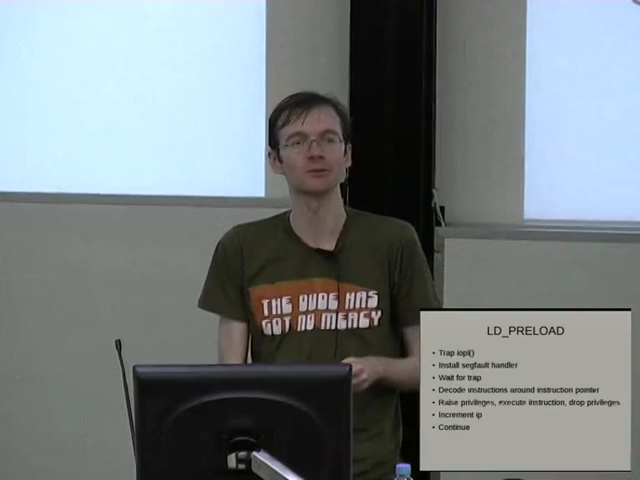 THE DUDE HAS
GOT NO MERCY
LD_PRELOAD
• Trap iopl()
• Install segfault handler
• Wait for trap
• Decode instructions around instruction pointer
• Raise privileges, execute instruction, drop privileges
• Increment ip
• Continue